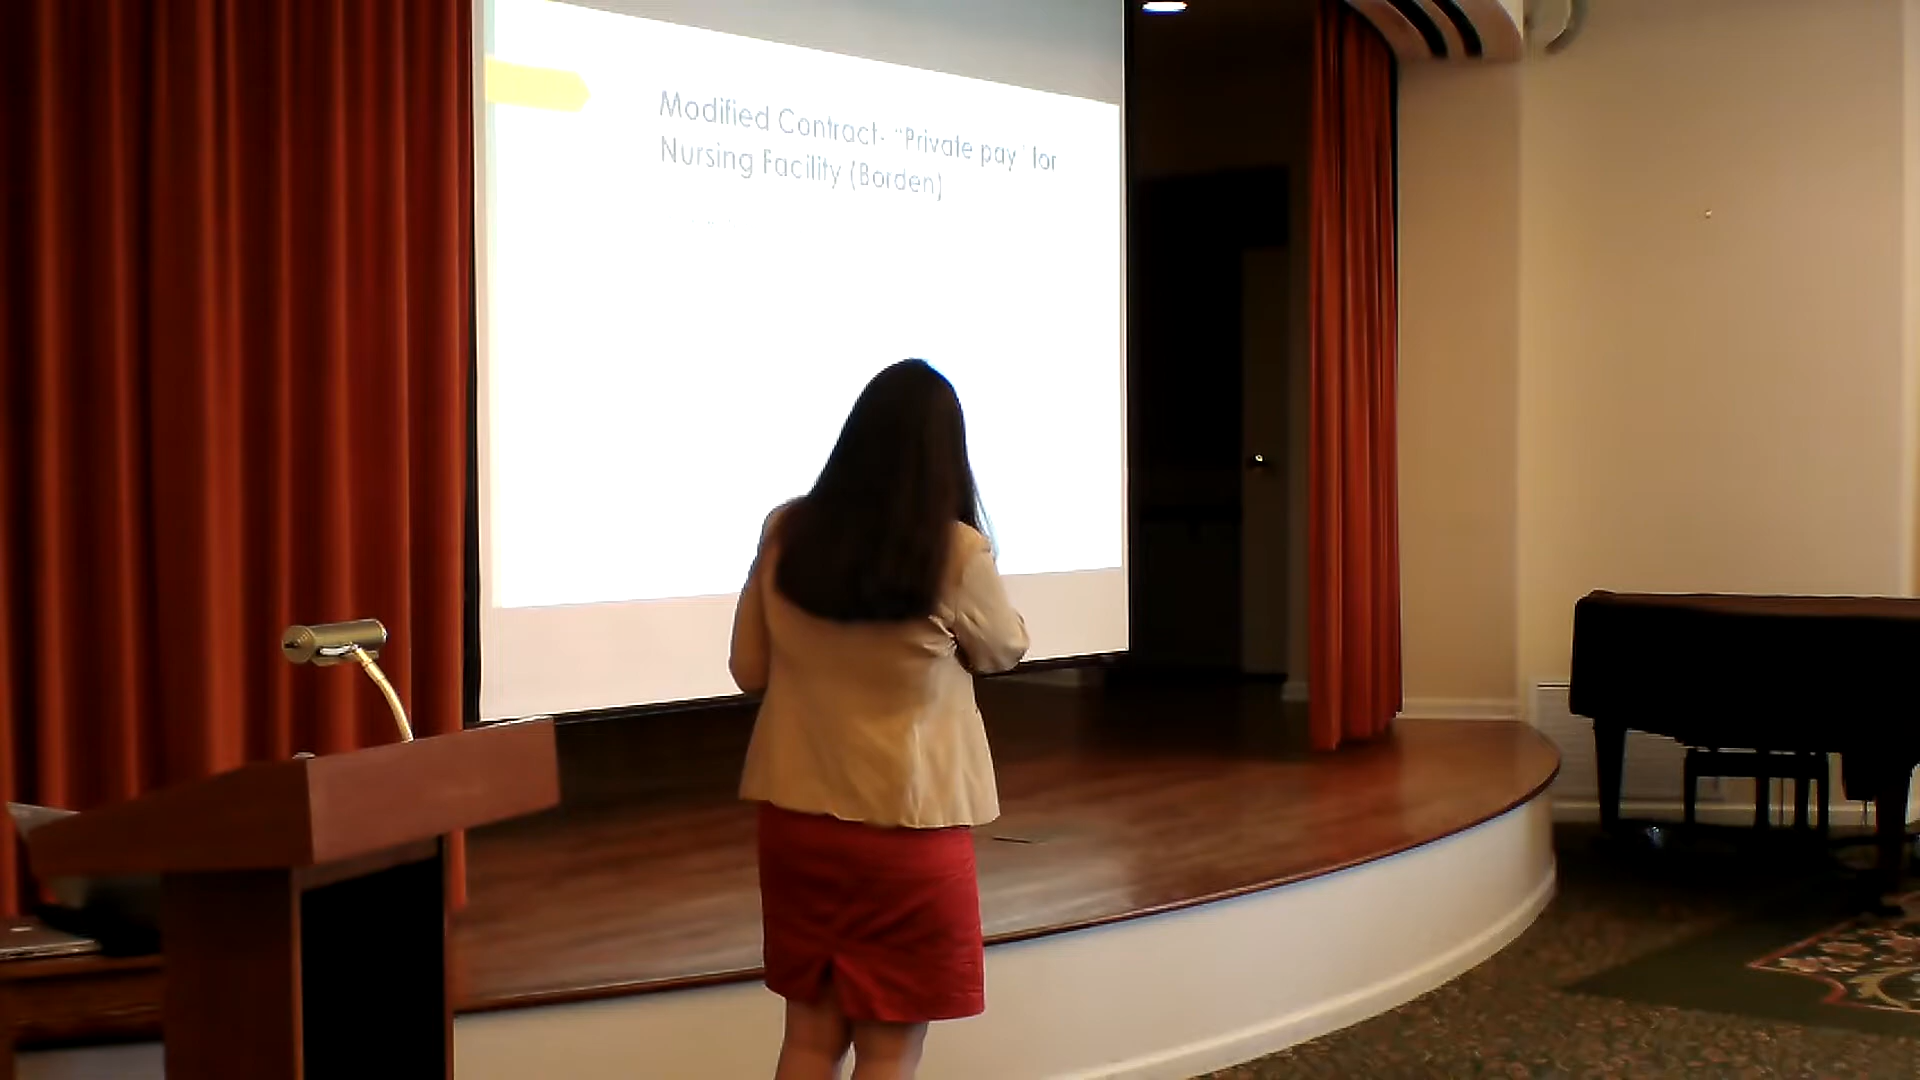 Modified Contract- "Private pay" for
Nursing Facility (Borden)